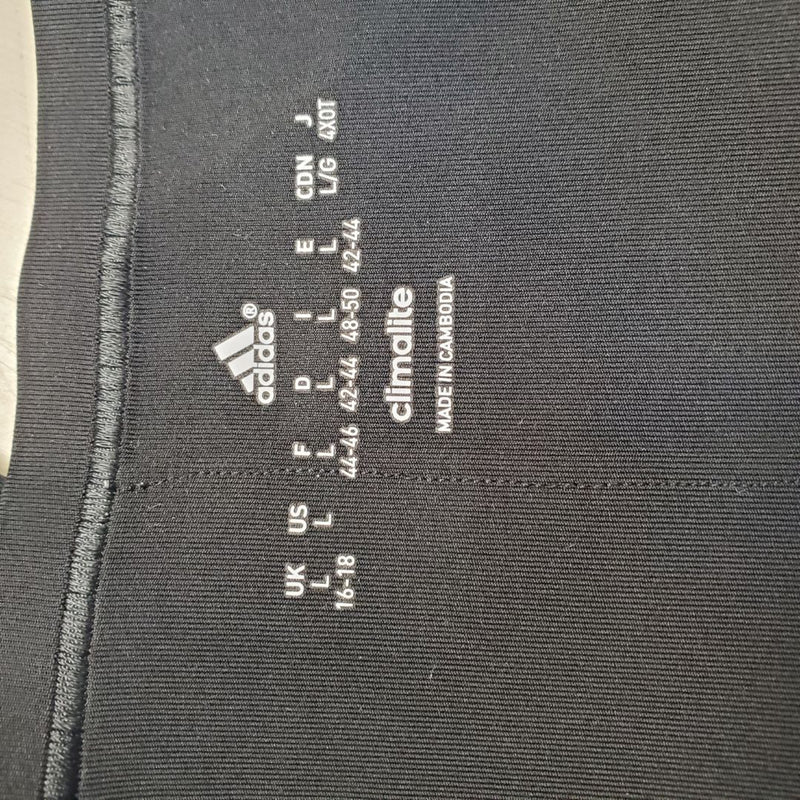 adidas®
UK US F D I E CDN J
L L L L L L L/G 4XOT
16-18 44-46 42-44 48-50 42-44
climalite
MADE IN CAMBODIA